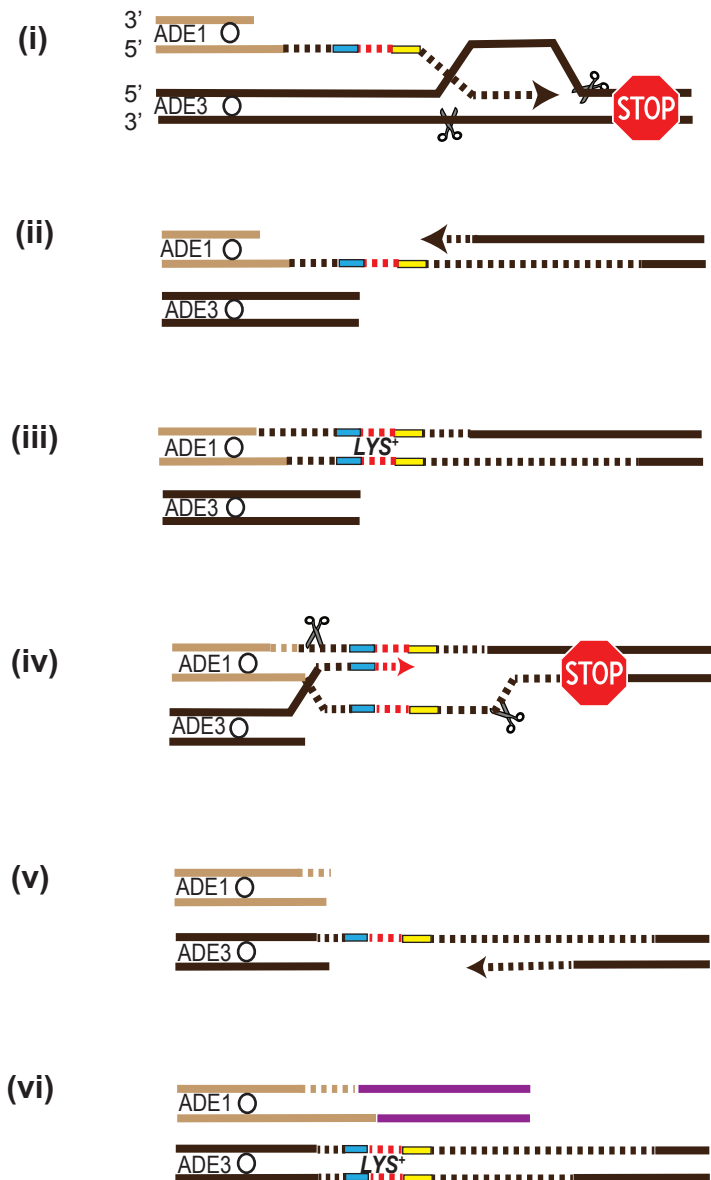 (i)
3’
ADE1
5’
5’
ADE3
3’
STOP
(ii)
ADE1
ADE3
(iii)
LYS+
ADE1
ADE3
(iv)
ADE1
STOP
ADE3
(v)
ADE1
ADE3
(vi)
ADE1
ADE3
LYS+